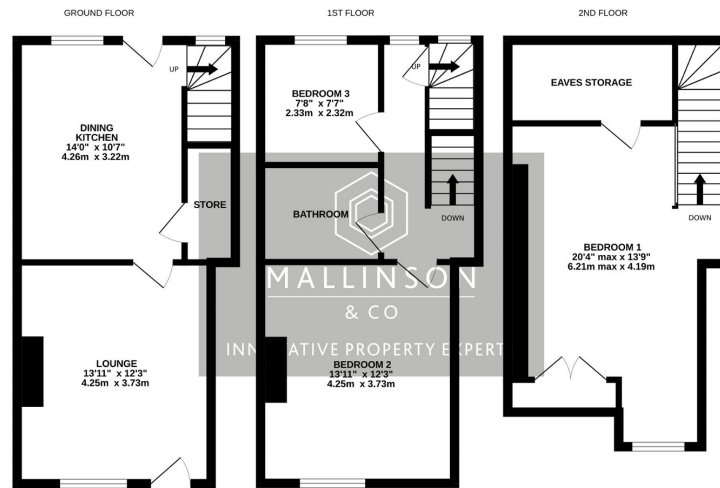 GROUND FLOOR
UP
DINING
KITCHEN
14'0" x 10'7"
4.26m x 3.22m
STORE
LOUNGE
13'11" x 12'3"
4.25m x 3.73m
1ST FLOOR
UP
BEDROOM 3
7'8" x 7'7"
2.33m x 2.32m
BATHROOM
DOWN
BEDROOM 2
13'11" x 12'3"
4.25m x 3.73m
2ND FLOOR
EAVES STORAGE
DOWN
BEDROOM 1
20'4" max x 13'9"
6.21m max x 4.19m
MALLINSON
& CO
PROPERTY